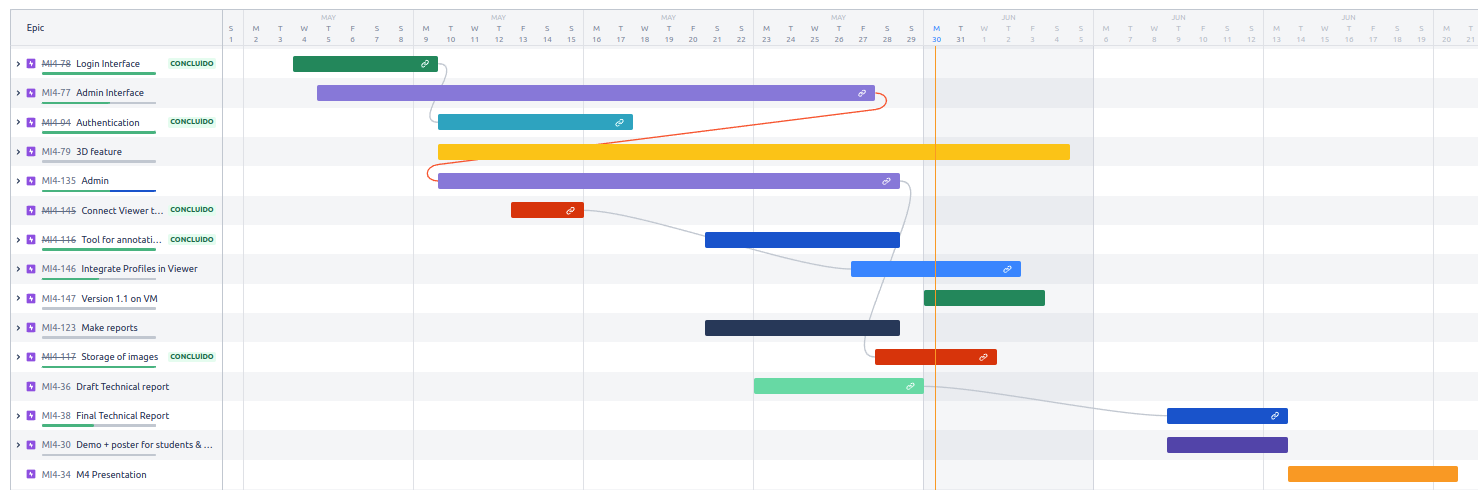 MAY MAY MAY MAY JUN JUN JUN
Epic
S M T W T F S S M T W T F S S M T W T F S S M T W T F S S M T W T F S S M T W T F S S M T W T F S S M T
1 2 3 4 5 6 7 8 9 10 11 12 13 14 15 16 17 18 19 20 21 22 23 24 25 26 27 28 29 30 31 1 2 3 4 5 6 7 8 9 10 11 12 13 14 15 16 17 18 19 20 21
MI4-78 Login Interface CONCLUÍDO
MI4-77 Admin Interface
MI4-94 Authentication CONCLUÍDO
MI4-79 3D feature
MI4-135 Admin
MI4-145 Connect Viewer t... CONCLUÍDO
MI4-116 Tool for annotati... CONCLUÍDO
MI4-146 Integrate Profiles in Viewer
MI4-147 Version 1.1 on VM
MI4-123 Make reports
MI4-117 Storage of images CONCLUÍDO
MI4-36 Draft Technical report
MI4-38 Final Technical Report
MI4-30 Demo + poster for students & ...
MI4-34 M4 Presentation